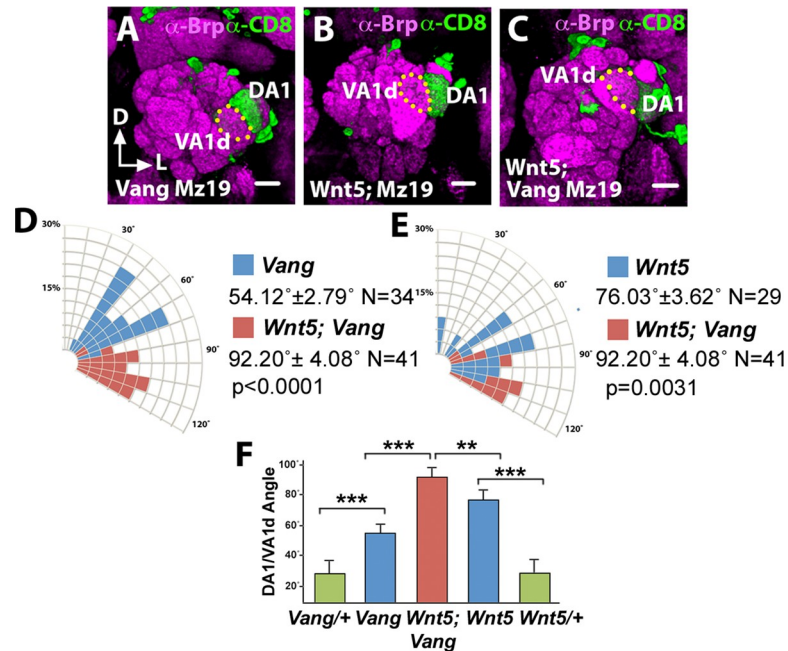 A
α-Brp α-CD8
DA1
VA1d
D
L
Vang Mz19
B
α-Brp α-CD8
VA1d
DA1
Wnt5; Mz19
C
α-Brp α-CD8
VA1d
DA1
Wnt5;
Vang Mz19
D
30%
15%
30°
60°
90°
120°
Vang
54.12°±2.79° N=34
Wnt5; Vang
92.20°± 4.08° N=41
p<0.0001
E
30%
15%
30°
60°
90°
120°
Wnt5
76.03°±3.62° N=29
Wnt5; Vang
92.20°± 4.08° N=41
p=0.0031
F
DA1/VA1d Angle
100°
80°
60°
40°
20°
***
***
**
***
Vang/+ Vang Wnt5; Wnt5 Wnt5/+
Vang